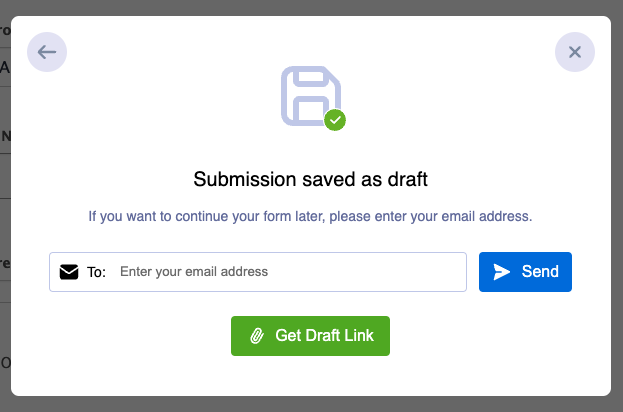 Submission saved as draft
If you want to continue your form later, please enter your email address.
To: Enter your email address
Send
Get Draft Link